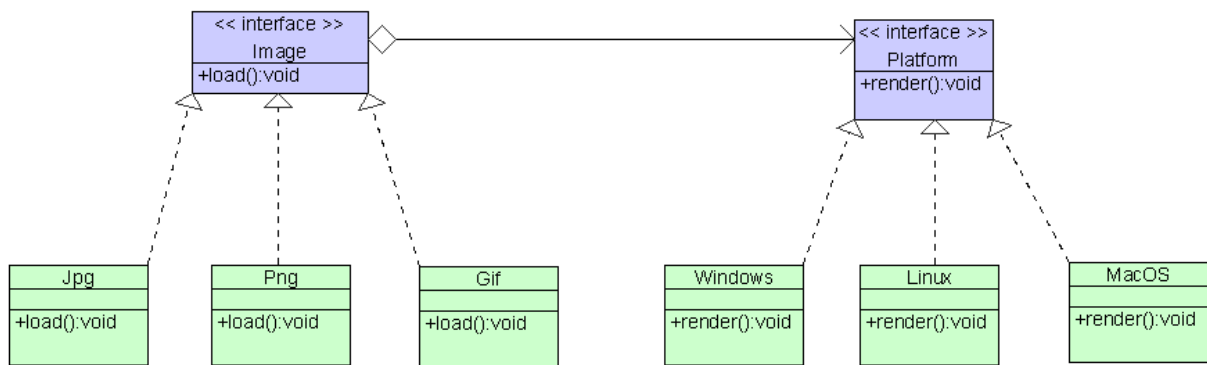 << interface >>
Image
+load():void
<< interface >>
Platform
+render():void
Jpg
+load():void
Png
+load():void
Gif
+load():void
Windows
+render():void
Linux
+render():void
MacOS
+render():void